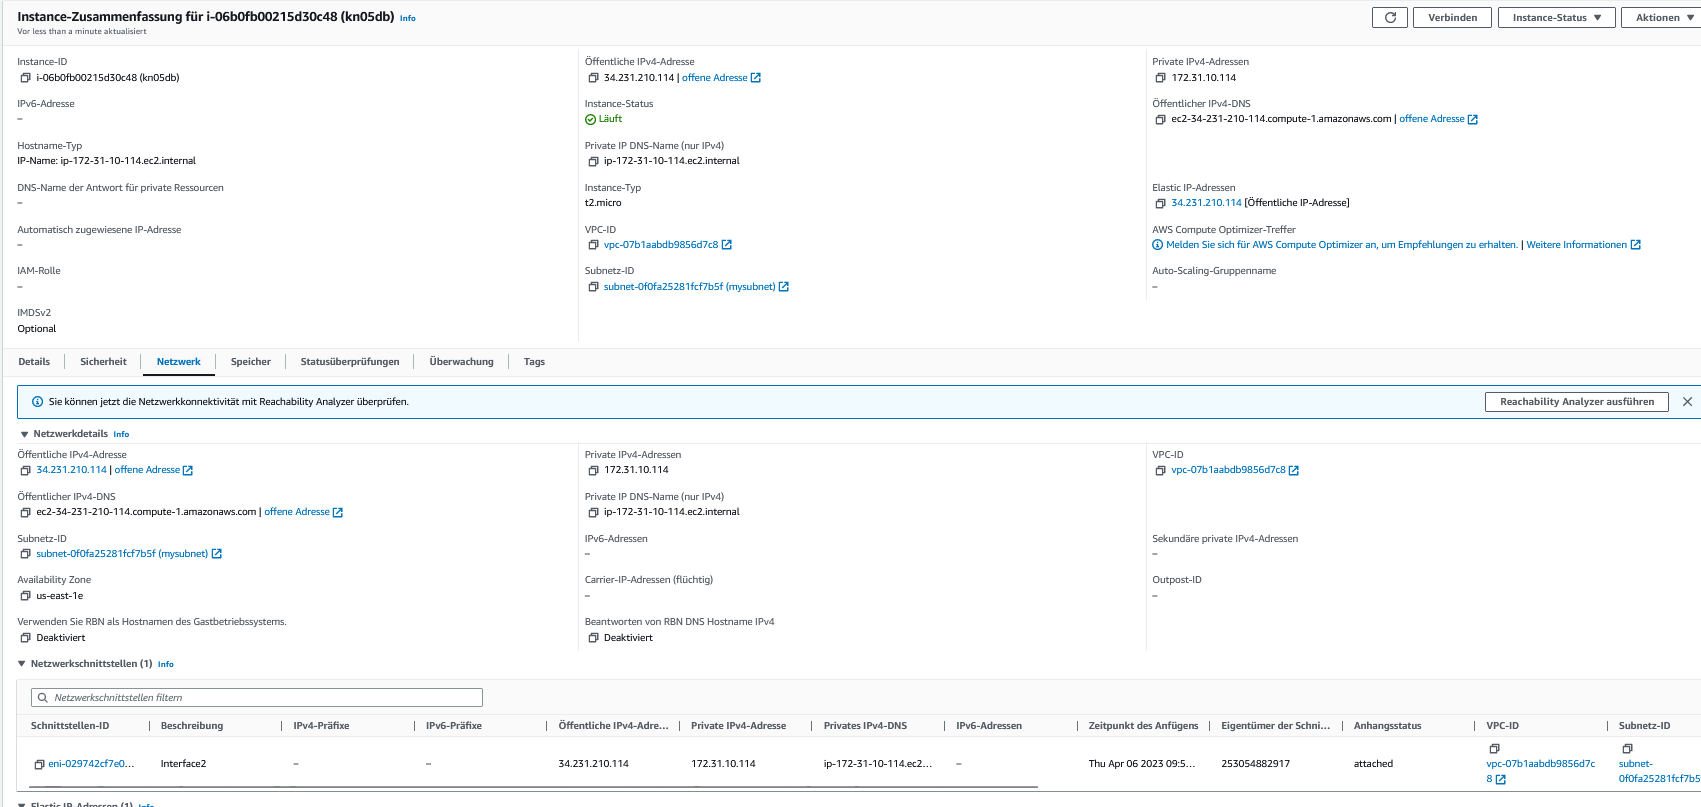 Instance-Zusammenfassung für i-06b0fb00215d30c48 (kn05db) Info
Vor less than a minute aktualisiert
Verbinden
Instance-Status
Aktionen
Instance-ID
i-06b0fb00215d30c48 (kn05db)
Öffentliche IPv4-Adresse
34.231.210.114 | offene Adresse
Private IPv4-Adressen
172.31.10.114
IPv6-Adresse
–
Instance-Status
Läuft
Öffentlicher IPv4-DNS
ec2-34-231-210-114.compute-1.amazonaws.com | offene Adresse
Hostname-Typ
IP-Name: ip-172-31-10-114.ec2.internal
Private IP DNS-Name (nur IPv4)
ip-172-31-10-114.ec2.internal
DNS-Name der Antwort für private Ressourcen
–
Instance-Typ
t2.micro
Elastic IP-Adressen
34.231.210.114 [Öffentliche IP-Adresse]
Automatisch zugewiesene IP-Adresse
–
VPC-ID
vpc-07b1aabdb9856d7c8
AWS Compute Optimizer-Treffer
Melden Sie sich für AWS Compute Optimizer an, um Empfehlungen zu erhalten. | Weitere Informationen
IAM-Rolle
–
Subnetz-ID
subnet-0f0fa25281fcf7b5f (mysubnet)
Auto-Scaling-Gruppenname
–
IMDSv2
Optional
Details
Sicherheit
Netzwerk
Speicher
Statusüberprüfungen
Überwachung
Tags
Sie können jetzt die Netzwerkkonnektivität mit Reachability Analyzer überprüfen.
Reachability Analyzer ausführen
Netzwerkdetails Info
Öffentliche IPv4-Adresse
34.231.210.114 | offene Adresse
Private IPv4-Adressen
172.31.10.114
VPC-ID
vpc-07b1aabdb9856d7c8
Öffentlicher IPv4-DNS
ec2-34-231-210-114.compute-1.amazonaws.com | offene Adresse
Private IP DNS-Name (nur IPv4)
ip-172-31-10-114.ec2.internal
Subnetz-ID
subnet-0f0fa25281fcf7b5f (mysubnet)
IPv6-Adressen
–
Sekundäre private IPv4-Adressen
–
Availability Zone
us-east-1e
Carrier-IP-Adressen (flüchtig)
–
Outpost-ID
–
Verwenden Sie RBN als Hostnamen des Gastbetriebssystems.
Deaktiviert
Beantworten von RBN DNS Hostname IPv4
Deaktiviert
Netzwerkschnittstellen (1) Info
Netzwerkschnittstellen filtern
Schnittstellen-ID | Beschreibung | IPv4-Präfixe | IPv6-Präfixe | Öffentliche IPv4-Adre... | Private IPv4-Adresse | Privates IPv4-DNS | IPv6-Adressen | Zeitpunkt des Anfügens | Eigentümer der Schni... | Anhangsstatus | VPC-ID | Subnetz-ID
eni-029742cf7e0... Interface2 – – 34.231.210.114 172.31.10.114 ip-172-31-10-114.ec2... – Thu Apr 06 2023 09:5... 253054882917 attached
vpc-07b1aabdb9856d7c
8
subnet-
0f0fa25281fcf7b5
Elastic IP-Adressen (1) Info